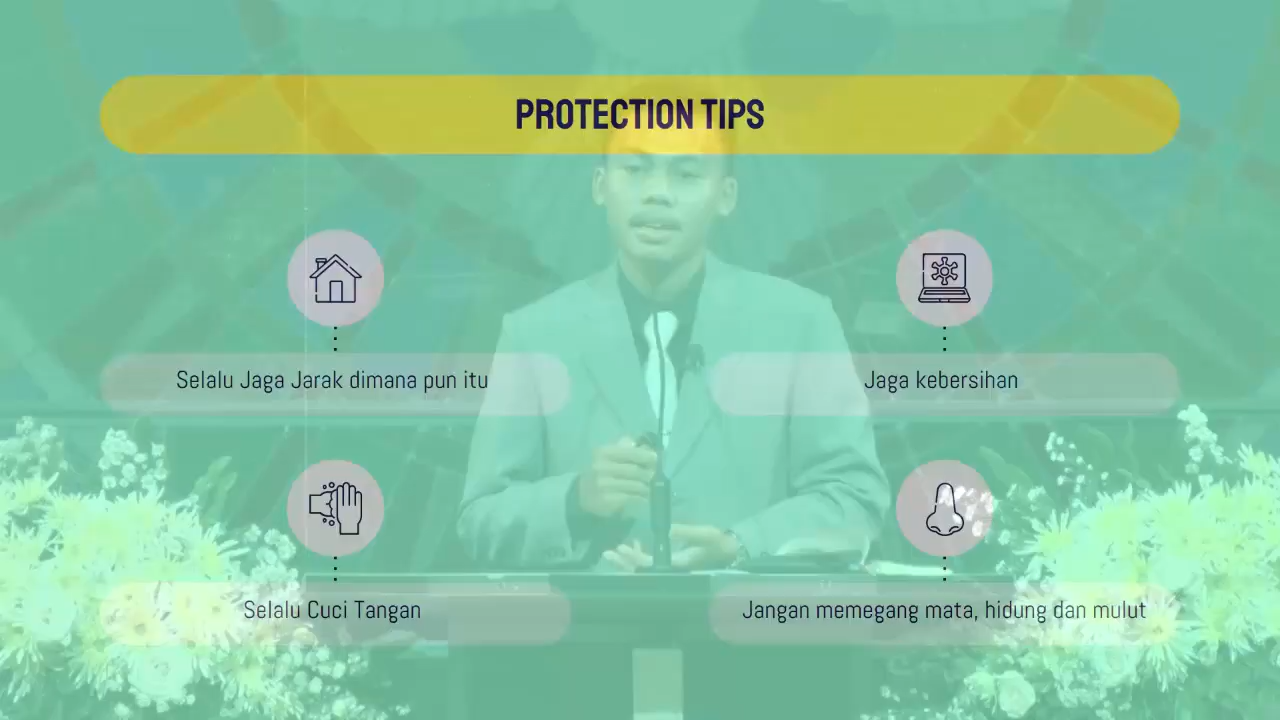 PROTECTION TIPS
Selalu Jaga Jarak dimana pun itu
Jaga kebersihan
Selalu Cuci Tangan
Jangan memegang mata, hidung dan mulut